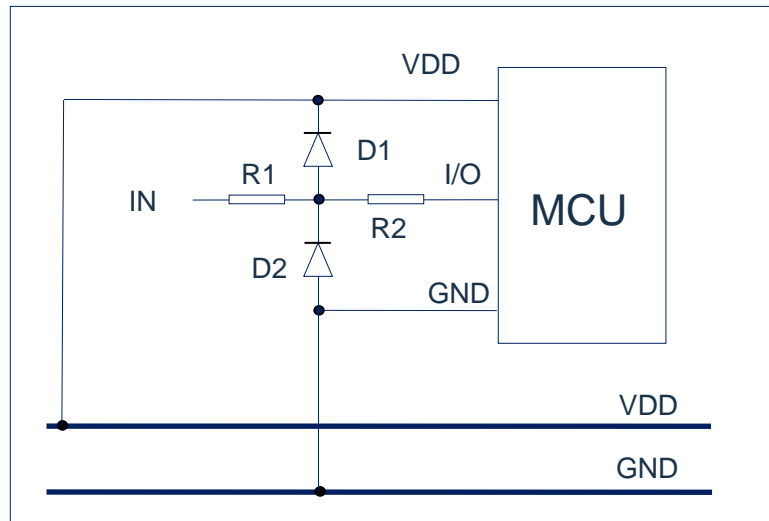 VDD
D1
R1
I/O
IN
MCU
R2
D2
GND
VDD
GND